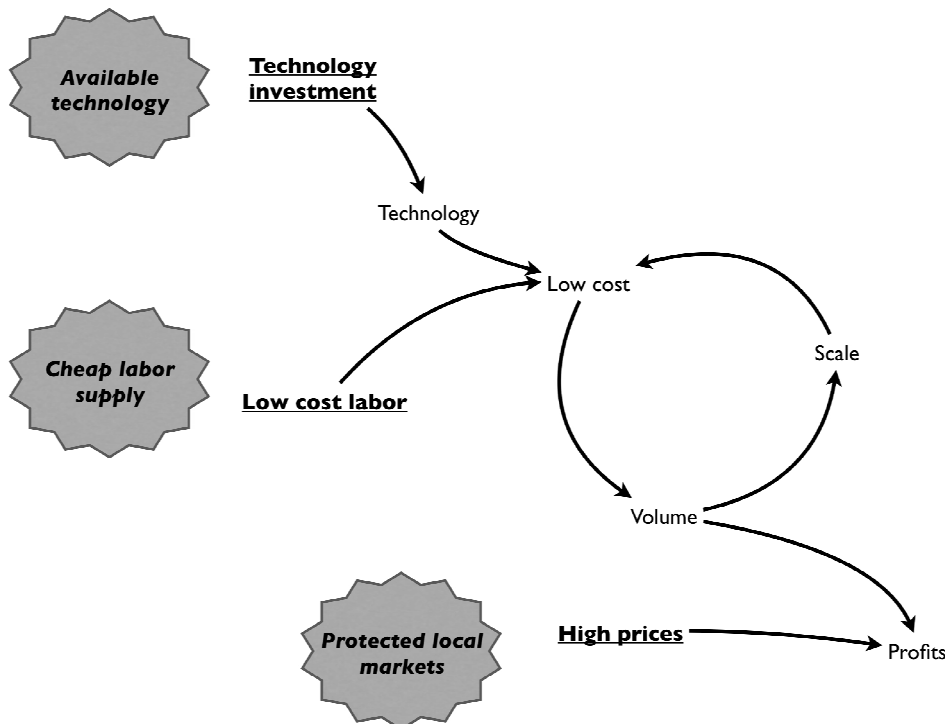 Available
technology
Technology
investment
Technology
Low cost
Scale
Cheap labor
supply
Low cost labor
Volume
Protected local
markets
High prices
Profits